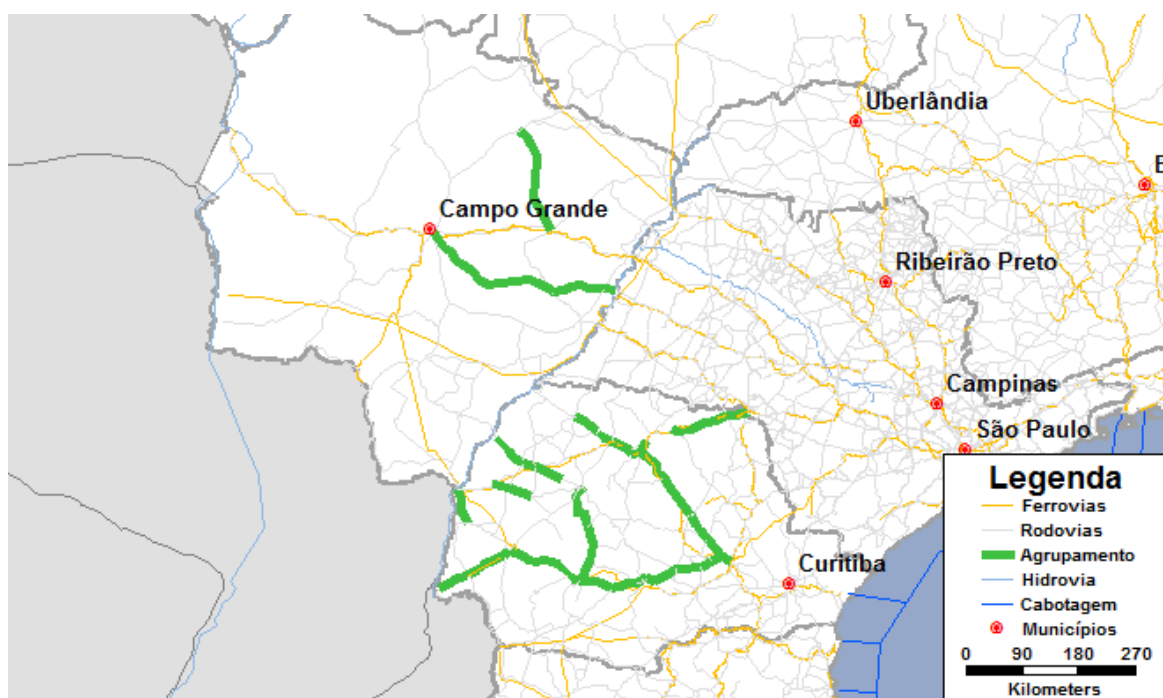 Uberlândia
B
Campo Grande
Ribeirão Preto
Campinas
São Paulo
Curitiba
Legenda
Ferrovias
Rodovias
Agrupamento
Hidrovia
Cabotagem
Municípios
0 90 180 270
Kilometers